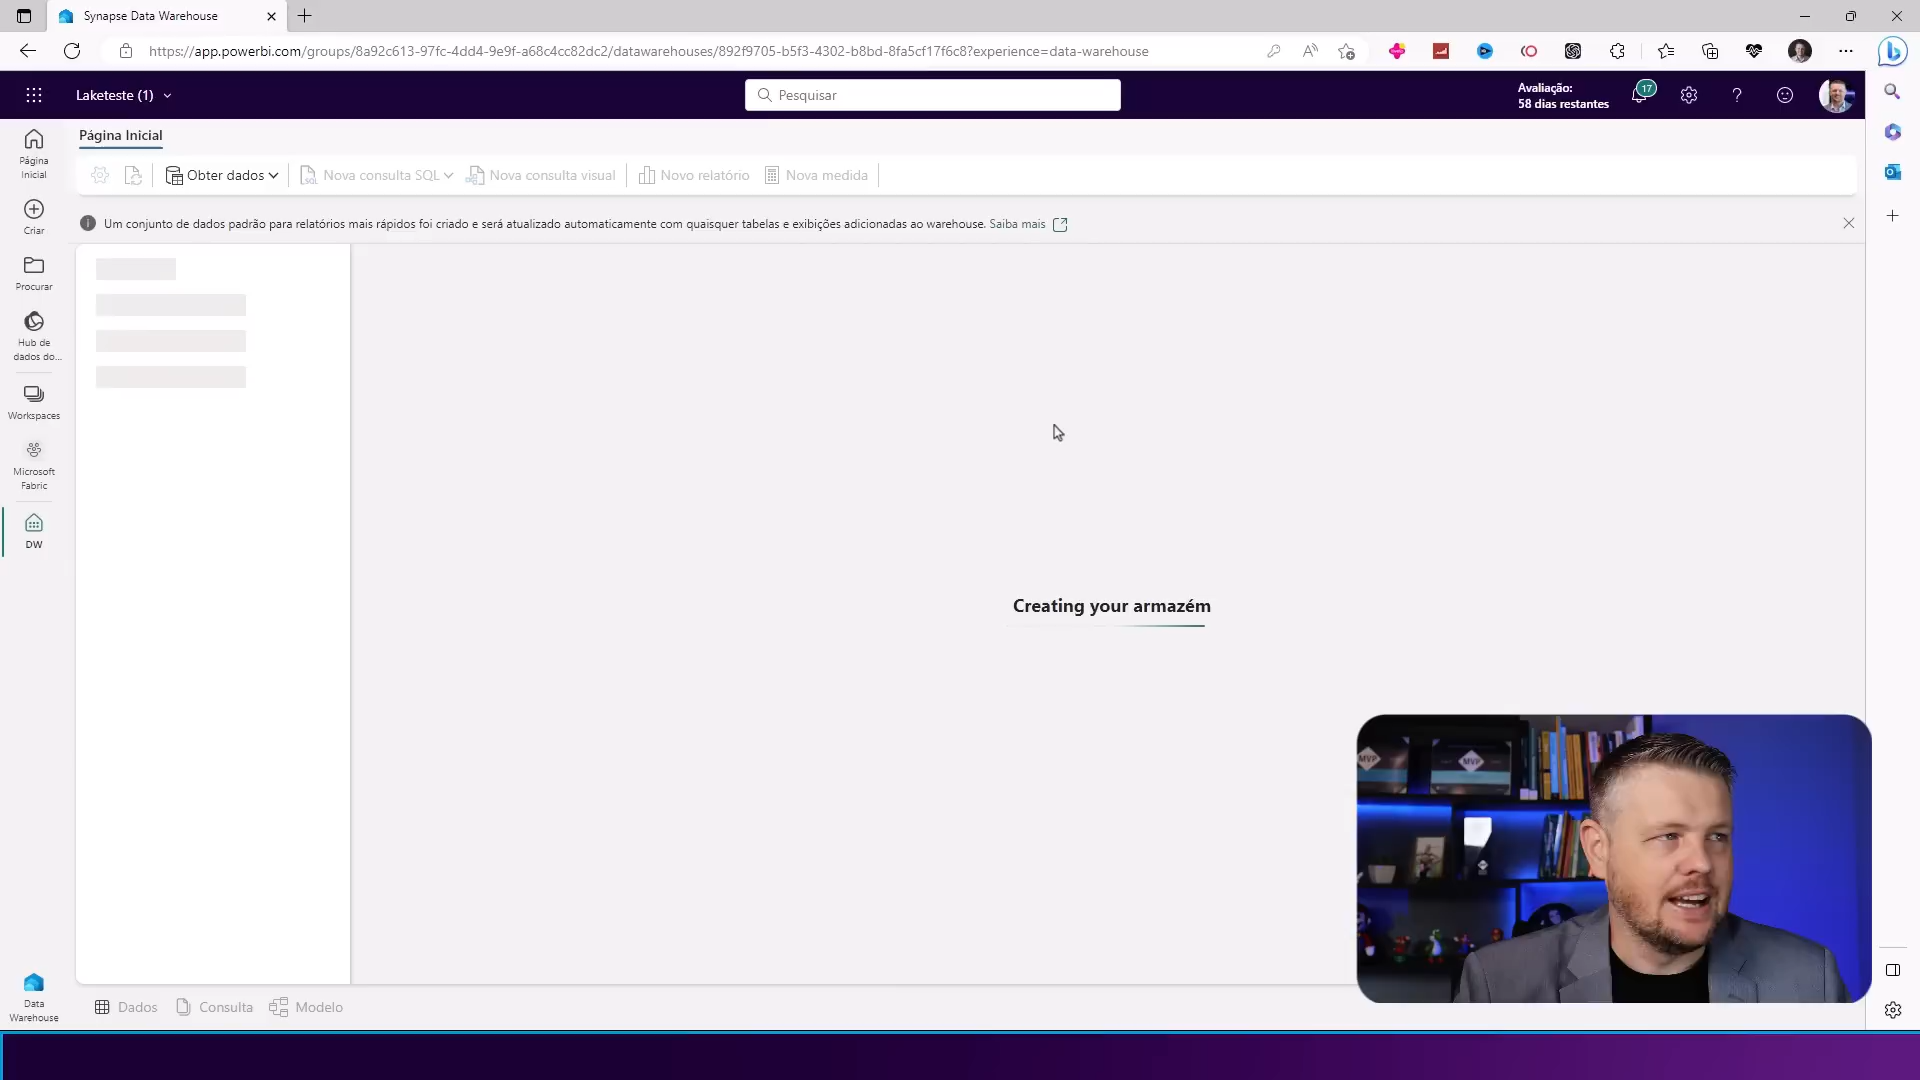 Synapse Data Warehouse
https://app.powerbi.com/groups/8a92c613-97fc-4dd4-9e9f-a68c4cc82dc2/datawarehouses/892f9705-b5f3-4302-b8bd-8fa5cf17f6c8?experience=data-warehouse
Laketeste (1)
Pesquisar
Avaliação:
58 dias restantes
17
Página Inicial
Obter dados
Nova consulta SQL
Nova consulta visual
Novo relatório
Nova medida
Um conjunto de dados padrão para relatórios mais rápidos foi criado e será atualizado automaticamente com quaisquer tabelas e exibições adicionadas ao warehouse. Saiba mais
Página
Inicial
Criar
Procurar
Hub de
dados do...
Workspaces
Microsoft
Fabric
DW
Data
Warehouse
Creating your armazém
MVP
MVP
Dados
Consulta
Modelo